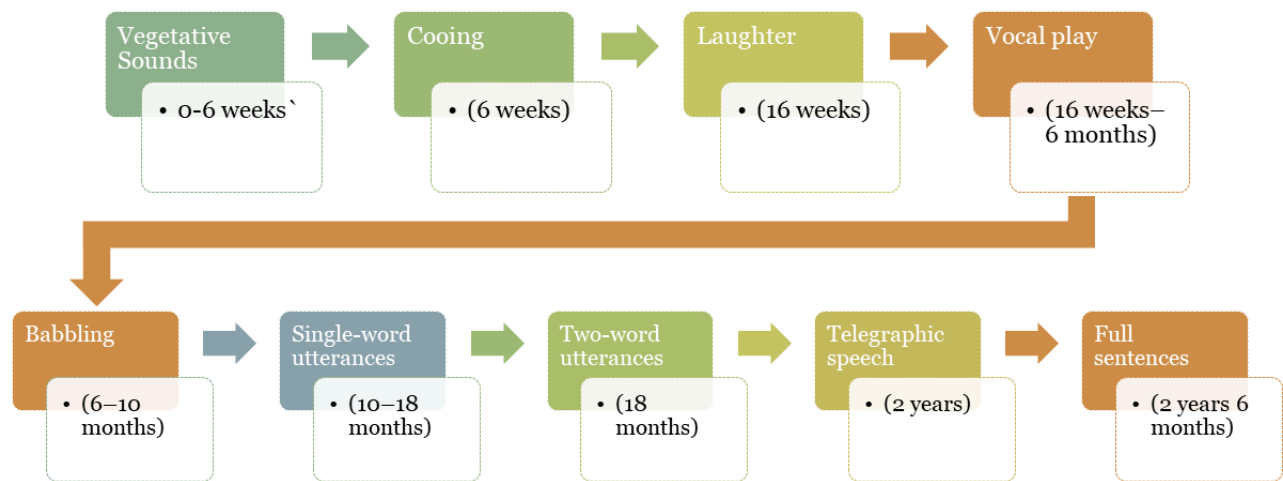 Vegetative
Sounds
• 0-6 weeks`
Cooing
• (6 weeks)
Laughter
• (16 weeks)
Vocal play
• (16 weeks–
6 months)
Babbling
• (6–10
months)
Single-word
utterances
• (10–18
months)
Two-word
utterances
• (18
months)
Telegraphic
speech
• (2 years)
Full
sentences
• (2 years 6
months)